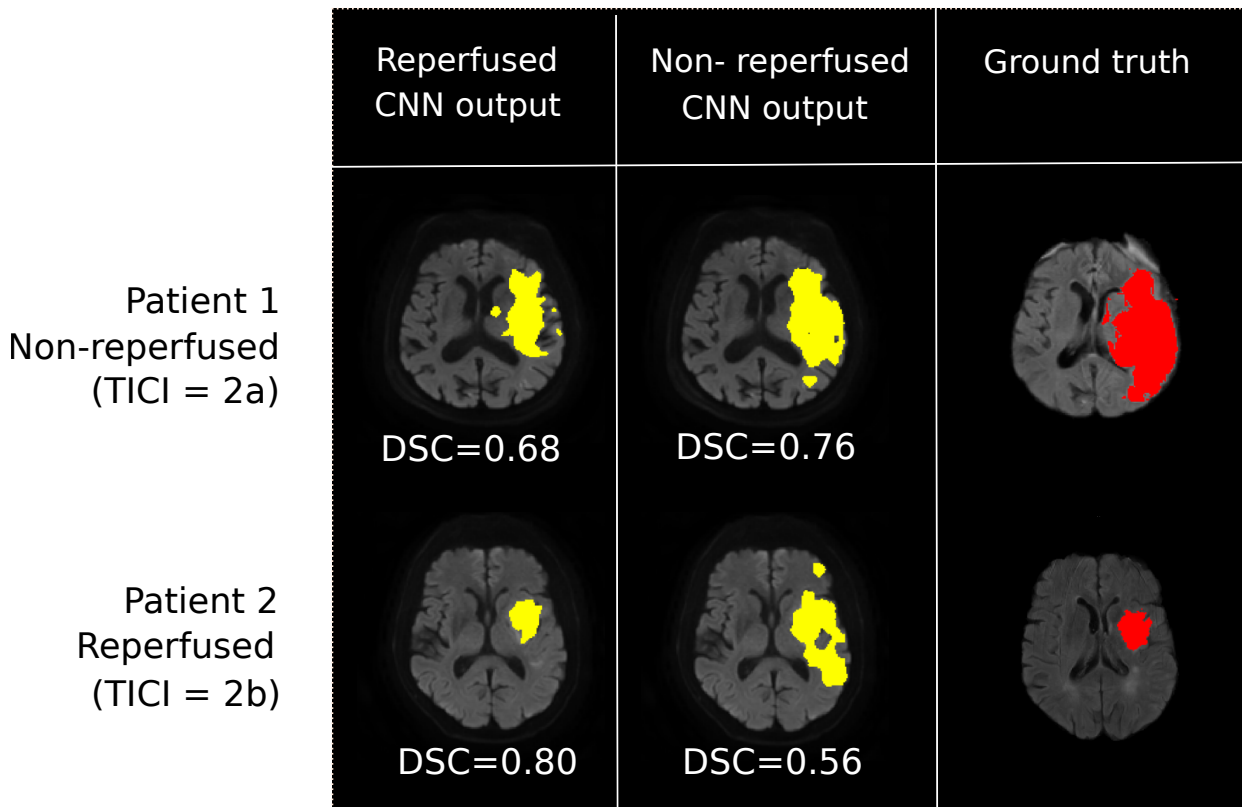 Reperfused
CNN output
Non- reperfused
CNN output
Ground truth
Patient 1
Non-reperfused
(TICI = 2a)
DSC=0.68
DSC=0.76
Patient 2
Reperfused
(TICI = 2b)
DSC=0.80
DSC=0.56